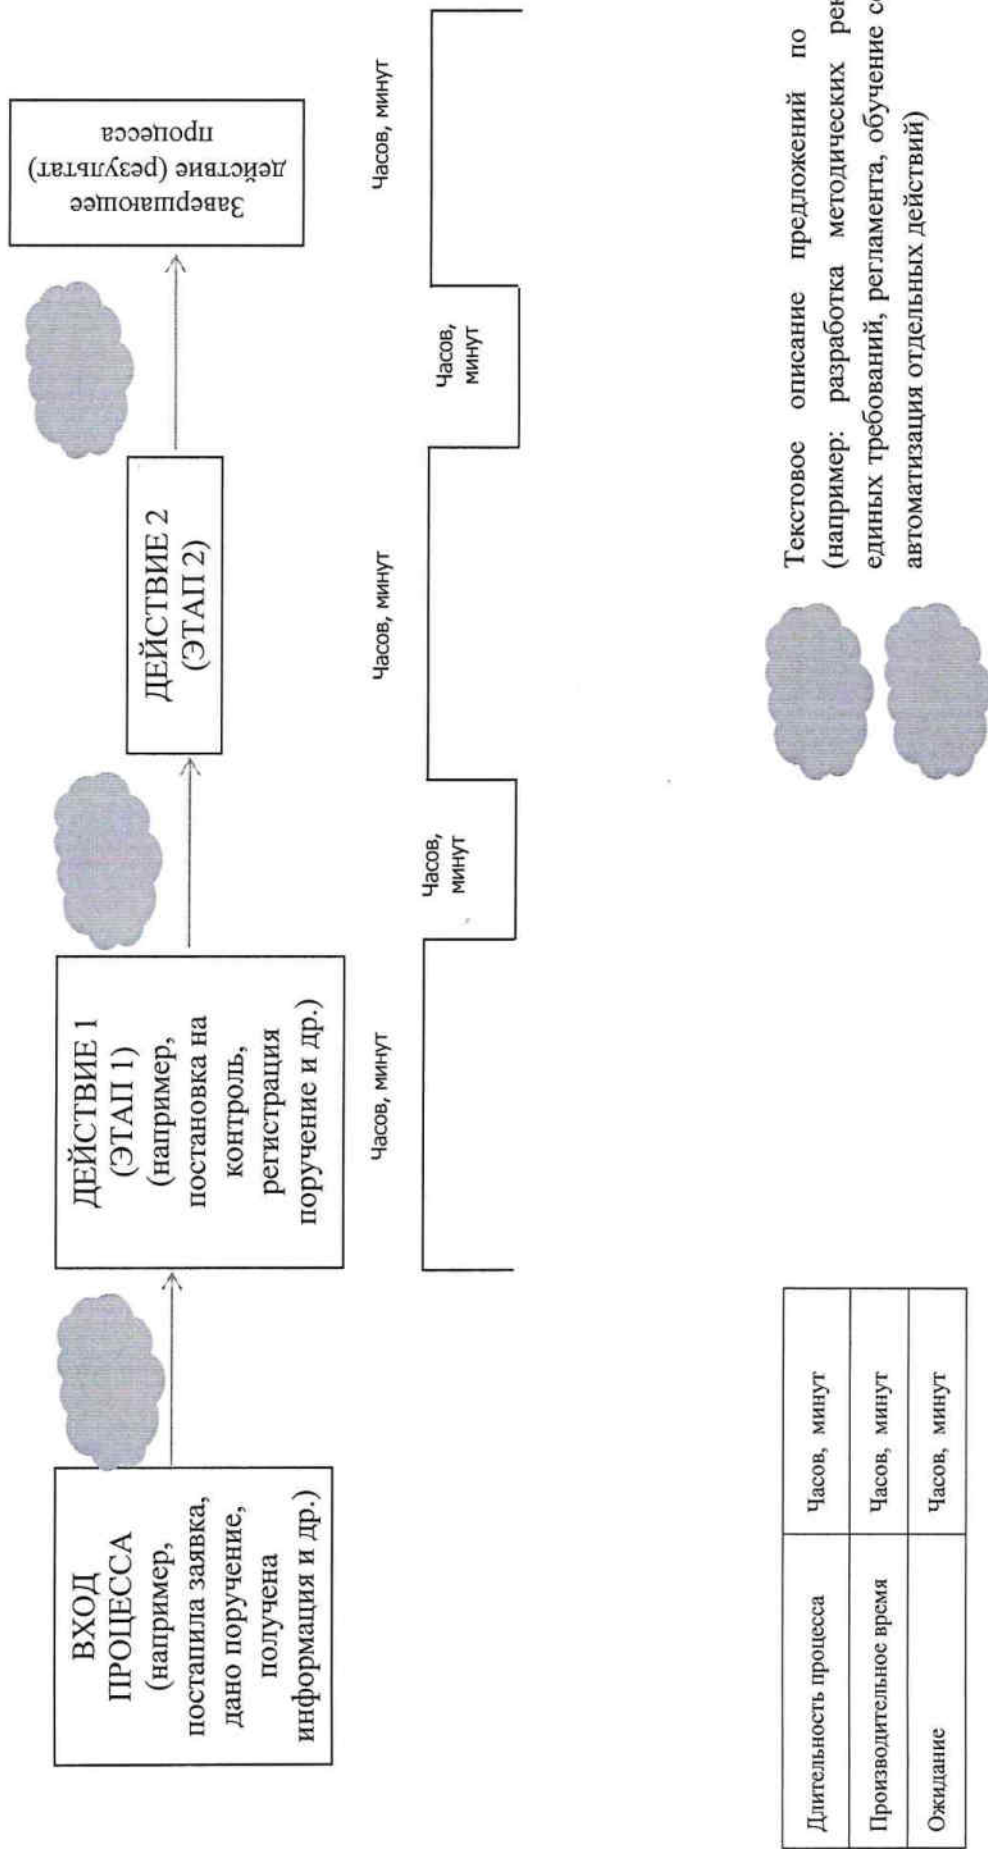 ВХОД
ПРОЦЕССА
(например,
постапила заявка,
дано поручение,
получена
информация и др.)
ДЕЙСТВИЕ 1
(ЭТАП 1)
(например,
постановка на
контроль,
регистрация
поручение и др.)
ДЕЙСТВИЕ 2
(ЭТАП 2)
Завершающее
действие (результат)
процесса
Часов, минут
Часов,
минут
Часов, минут
Часов,
минут
Часов, минут
Длительность процесса Часов, минут
Производительное время Часов, минут
Ожидание Часов, минут
Текстовое описание предложений по
(например: разработка методических
единых требований, регламента, обучение
автоматизация отдельных действий)